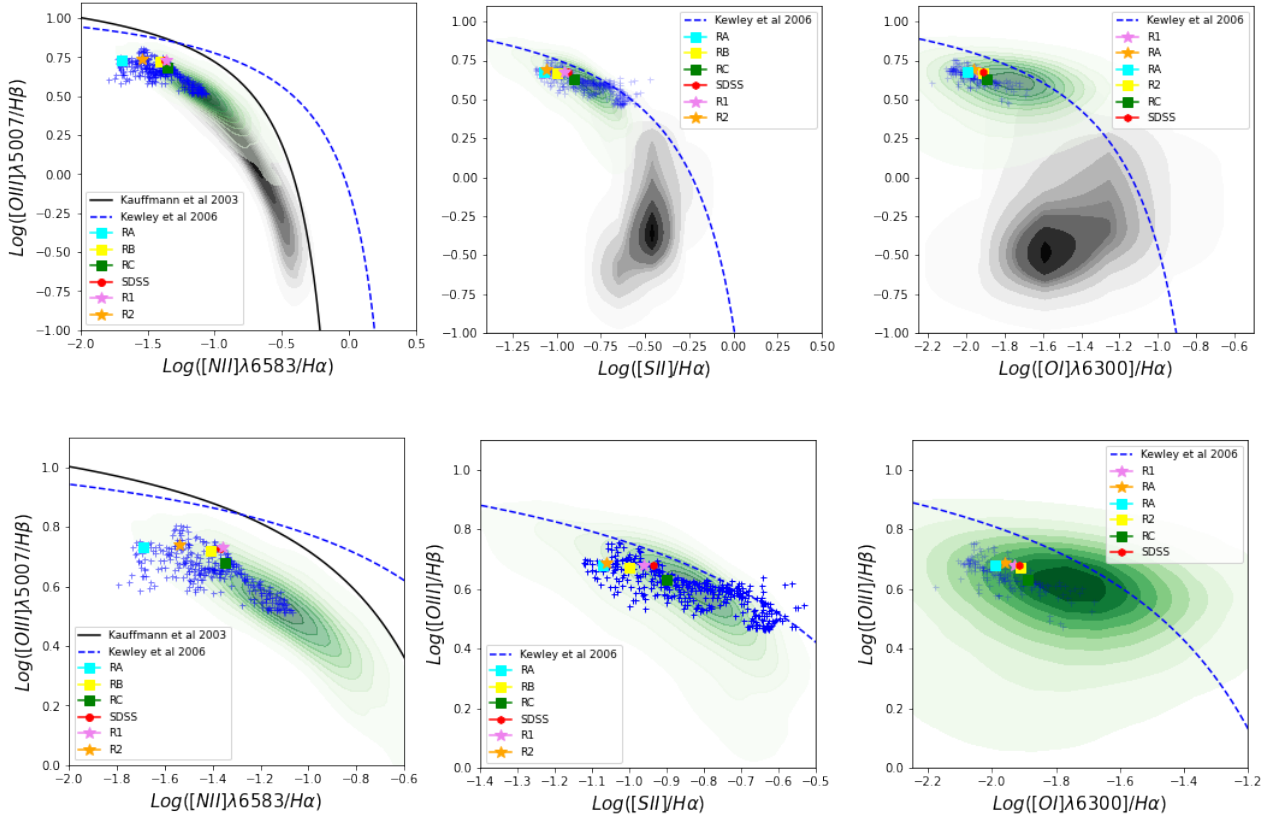 1.00
0.75
0.50
0.25
0.00
−0.25
−0.50
−0.75
−1.00
Log([OIII]λ5007/Hβ)
Kauffmann et al 2003
Kewley et al 2006
RA
RB
RC
SDSS
R1
R2
−2.0 −1.5 −1.0 −0.5 0.0 0.5
Log([NII]λ6583/Hα)
1.00
0.75
0.50
0.25
0.00
−0.25
−0.50
−0.75
−1.00
Kewley et al 2006
RA
RB
RC
SDSS
R1
R2
−1.25 −1.00 −0.75 −0.50 −0.25 0.00 0.25 0.50
Log([SII]/Hα)
1.00
0.75
0.50
0.25
0.00
−0.25
−0.50
−0.75
−1.00
Kewley et al 2006
R1
RA
RA
R2
RC
SDSS
−2.2 −2.0 −1.8 −1.6 −1.4 −1.2 −1.0 −0.8 −0.6
Log([OI]λ6300]/Hα)
1.0
0.8
0.6
0.4
0.2
0.0
Log([OIII]λ5007/Hβ)
Kauffmann et al 2003
Kewley et al 2006
RA
RB
RC
SDSS
R1
R2
−2.0 −1.8 −1.6 −1.4 −1.2 −1.0 −0.8 −0.6
Log([NII]λ6583/Hα)
1.0
0.8
0.6
0.4
0.2
0.0
Log([OIII]/Hβ)
Kewley et al 2006
RA
RB
RC
SDSS
R1
R2
−1.4 −1.3 −1.2 −1.1 −1.0 −0.9 −0.8 −0.7 −0.6 −0.5
Log([SII]/Hα)
1.0
0.8
0.6
0.4
0.2
0.0
Log([OIII]/Hβ)
Kewley et al 2006
R1
RA
RA
R2
RC
SDSS
−2.2 −2.0 −1.8 −1.6 −1.4 −1.2
Log([OI]λ6300]/Hα)